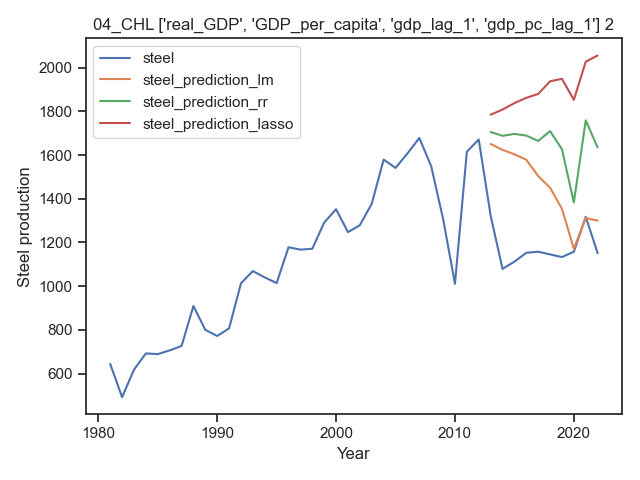 04_CHL ['real_GDP', 'GDP_per_capita', 'gdp_lag_1', 'gdp_pc_lag_1'] 2
steel
steel_prediction_lm
steel_prediction_rr
steel_prediction_lasso
Steel production
2000
1800
1600
1400
1200
1000
800
600
1980
1990
2000
2010
2020
Year